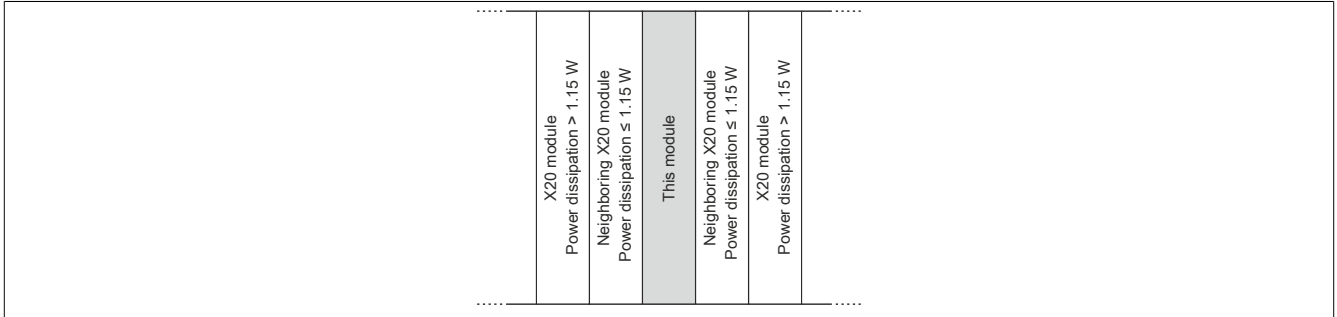 X20 module
Power dissipation > 1.15 W
Neighboring X20 module
Power dissipation ≤ 1.15 W
This module
Neighboring X20 module
Power dissipation ≤ 1.15 W
X20 module
Power dissipation > 1.15 W